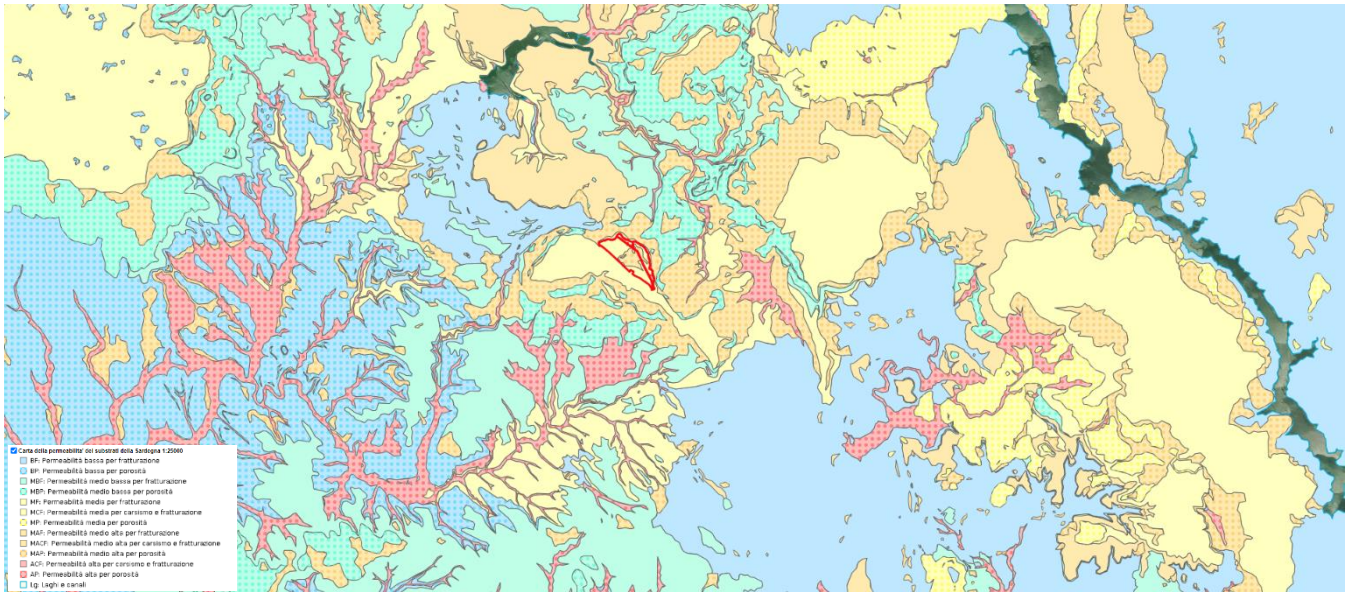 Carta della permeabilita' dei substrati della Sardegna 1:25000
BF: Permeabilità bassa per fratturazione
BP: Permeabilità bassa per porosità
MBF: Permeabilità medio bassa per fratturazione
MBP: Permeabilità medio bassa per porosità
MF: Permeabilità media per fratturazione
MCF: Permeabilità media per carsismo e fratturazione
MP: Permeabilità media per porosità
MAF: Permeabilità medio alta per fratturazione
MACF: Permeabilità medio alta per carsismo e fratturazione
MAP: Permeabilità medio alta per porosità
ACF: Permeabilità alta per carsismo e fratturazione
AP: Permeabilità alta per porosità
Lg: Laghi e canali